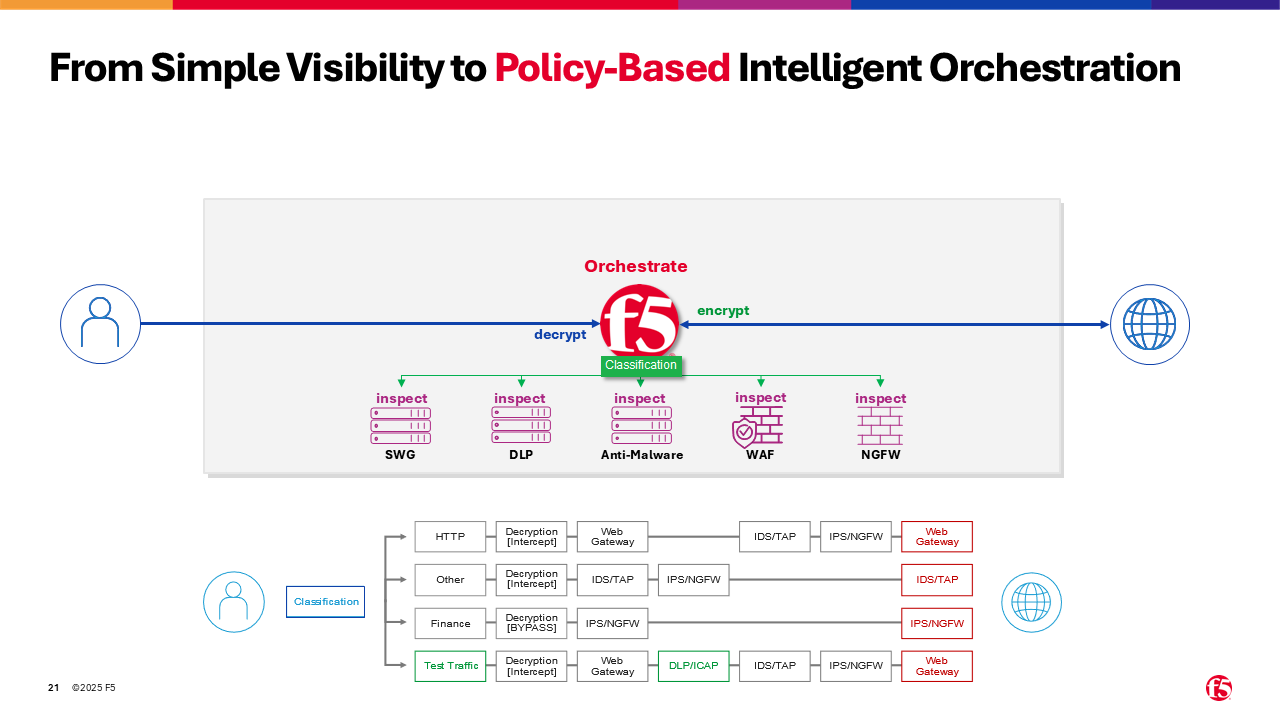 From Simple Visibility to Policy-Based Intelligent Orchestration
Orchestrate
f5
encrypt
decrypt
Classification
inspect inspect inspect inspect inspect
SWG DLP Anti-Malware WAF NGFW
HTTP
Decryption
[Intercept]
Web
Gateway
IDS/TAP
IPS/NGFW
Web
Gateway
Other
Decryption
[Intercept]
IDS/TAP
IPS/NGFW
IDS/TAP
Classification
Finance
Decryption
[BYPASS]
IPS/NGFW
IPS/NGFW
Test Traffic
Decryption
[Intercept]
Web
Gateway
DLP/ICAP
IDS/TAP
IPS/NGFW
Web
Gateway
21 ©2025 F5
f5